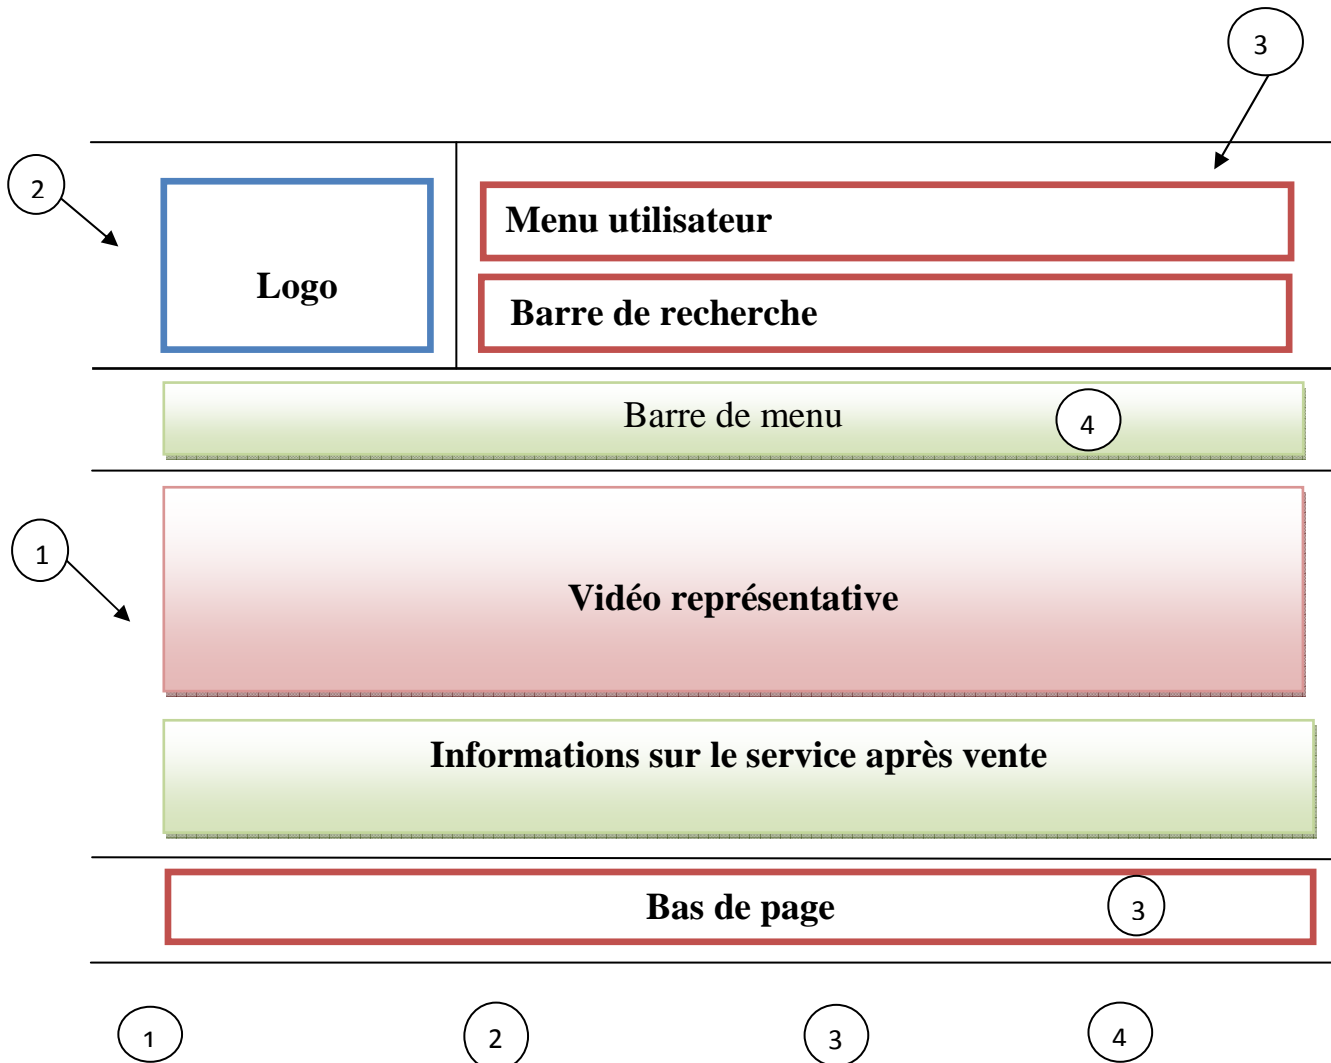 3
2
Menu utilisateur
Logo
Barre de recherche
Barre de menu
4
1
Vidéo représentative
Informations sur le service après vente
Bas de page
3
1
2
3
4